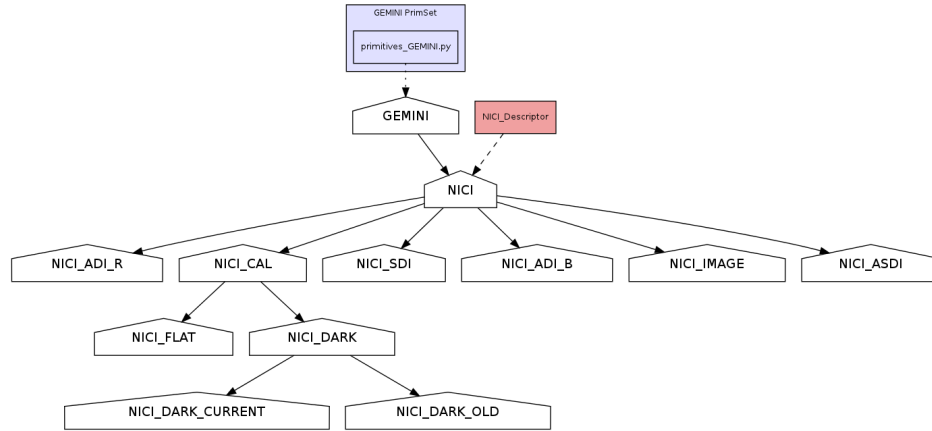 GEMINI PrimSet
primitives_GEMINI.py
GEMINI
NICI_Descriptor
NICI
NICI_ADI_R
NICI_CAL
NICI_SDI
NICI_ADI_B
NICI_IMAGE
NICI_ASDI
NICI_FLAT
NICI_DARK
NICI_DARK_CURRENT
NICI_DARK_OLD